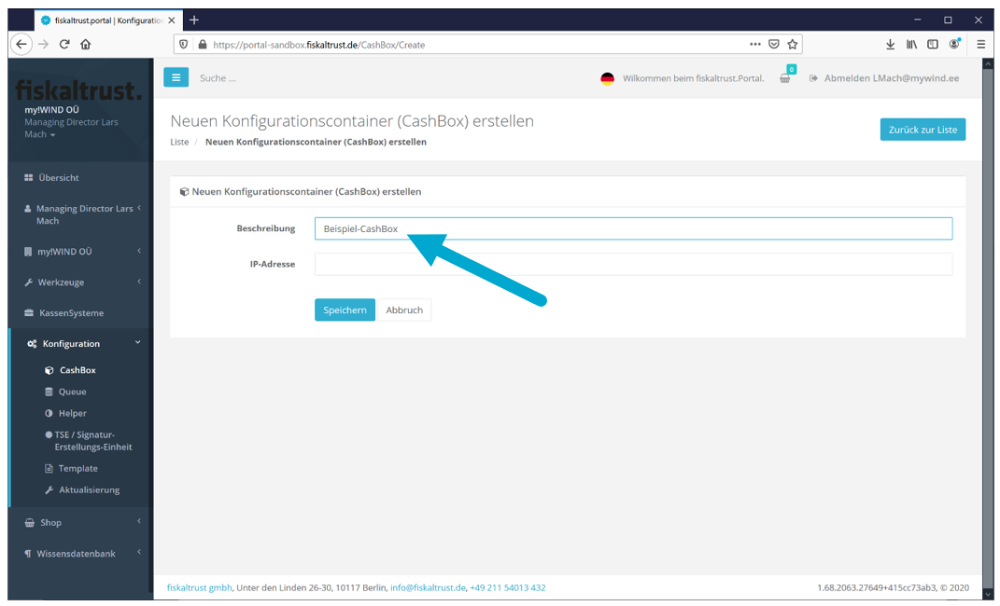 fiskaltrust.portal | Konfiguratio
https://portal-sandbox.fiskaltrust.de/CashBox/Create
fiskaltrust.
my!WIND OÜ
Managing Director Lars
Mach
Übersicht
Managing Director Lars
Mach
my!WIND OÜ
Werkzeuge
KassenSysteme
Konfiguration
CashBox
Queue
Helper
TSE / Signatur-
Erstellungs-Einheit
Template
Aktualisierung
Shop
Wissensdatenbank
Suche ...
Wilkommen beim fiskaltrust.Portal.
0
Abmelden LMach@mywind.ee
Neuen Konfigurationscontainer (CashBox) erstellen
Liste / Neuen Konfigurationscontainer (CashBox) erstellen
Zurück zur Liste
Neuen Konfigurationscontainer (CashBox) erstellen
Beschreibung
Beispiel-CashBox
IP-Adresse
Speichern
Abbruch
fiskaltrust gmbh, Unter den Linden 26-30, 10117 Berlin, info@fiskaltrust.de, +49 211 54013 432
1.68.2063.27649+415cc73ab3, © 2020